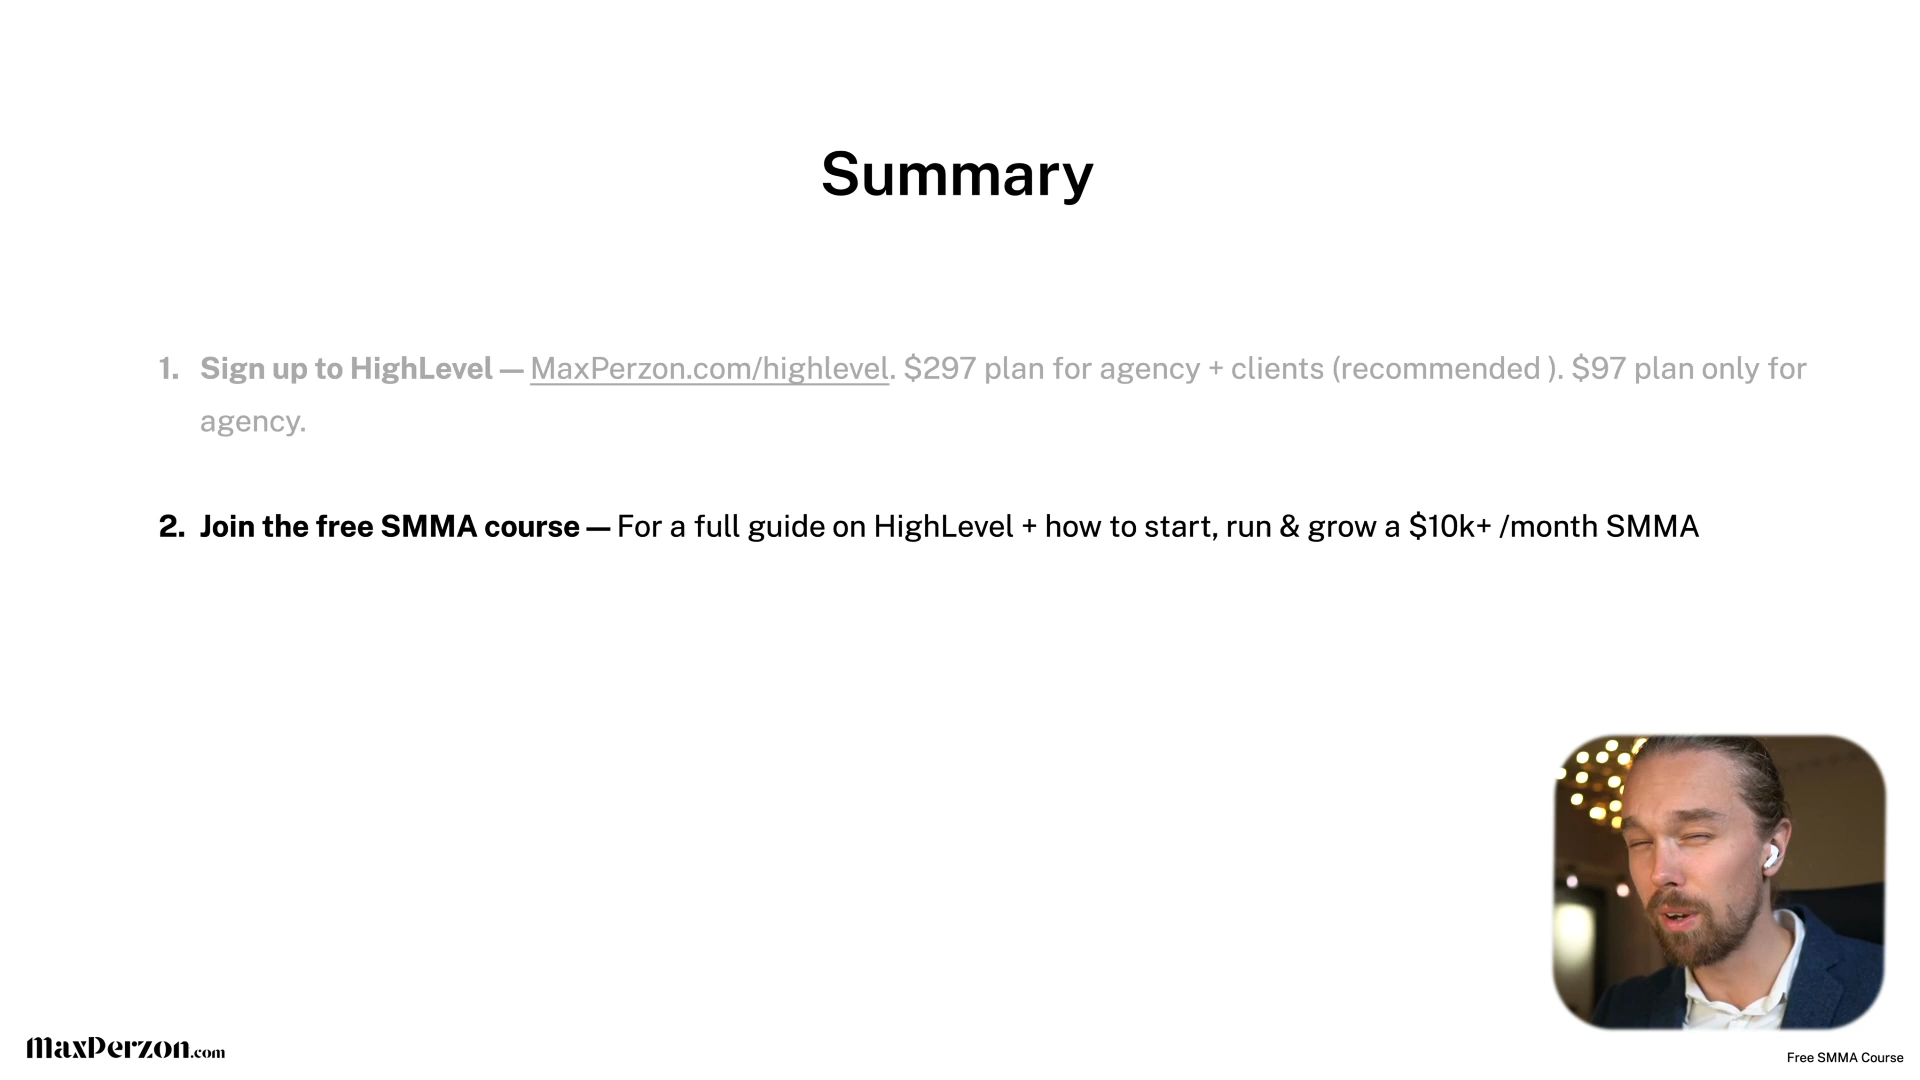 Summary
1. Sign up to HighLevel — MaxPerzon.com/highlevel. $297 plan for agency + clients (recommended ). $97 plan only for
agency.
2. Join the free SMMA course — For a full guide on HighLevel + how to start, run & grow a $10k+ /month SMMA
MaxPerzon.com
Free SMMA Course